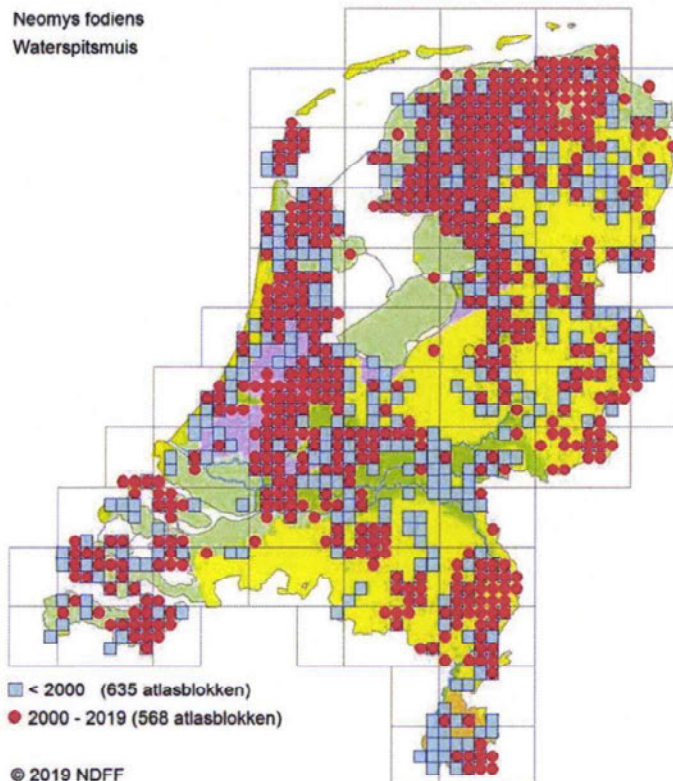 Neomys fodiens
Waterspitsmuis
< 2000 (635 atlasblokken)
2000 - 2019 (568 atlasblokken)
© 2019 NDFF